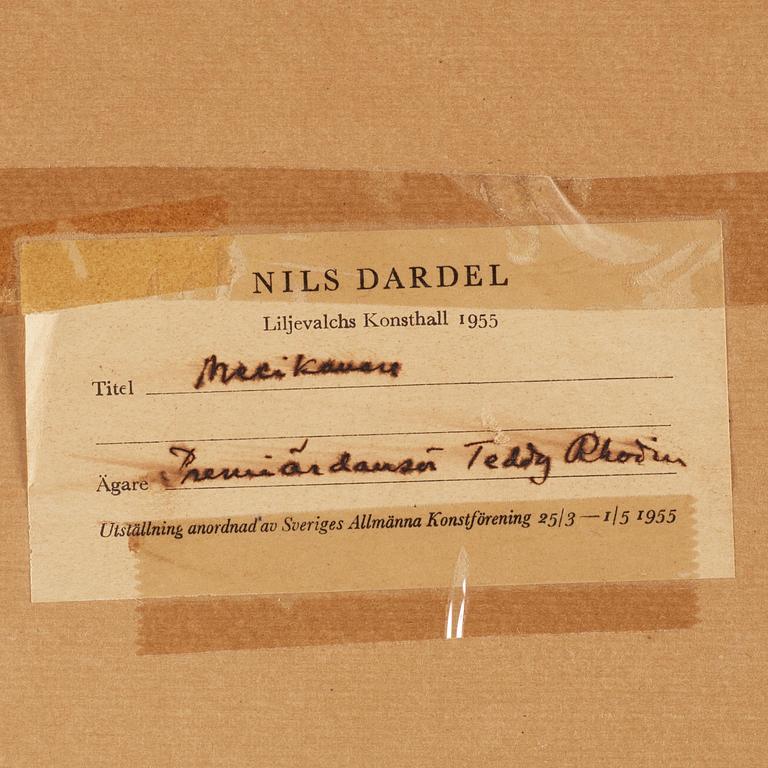 NILS DARDEL
Liljevalchs Konsthall 1955
Titel Mexikanen
Ägare Premiärdansör Teddy Rhodin
Utställning anordnad av Sveriges Allmänna Konstförening 25/3 — 1/5 1955